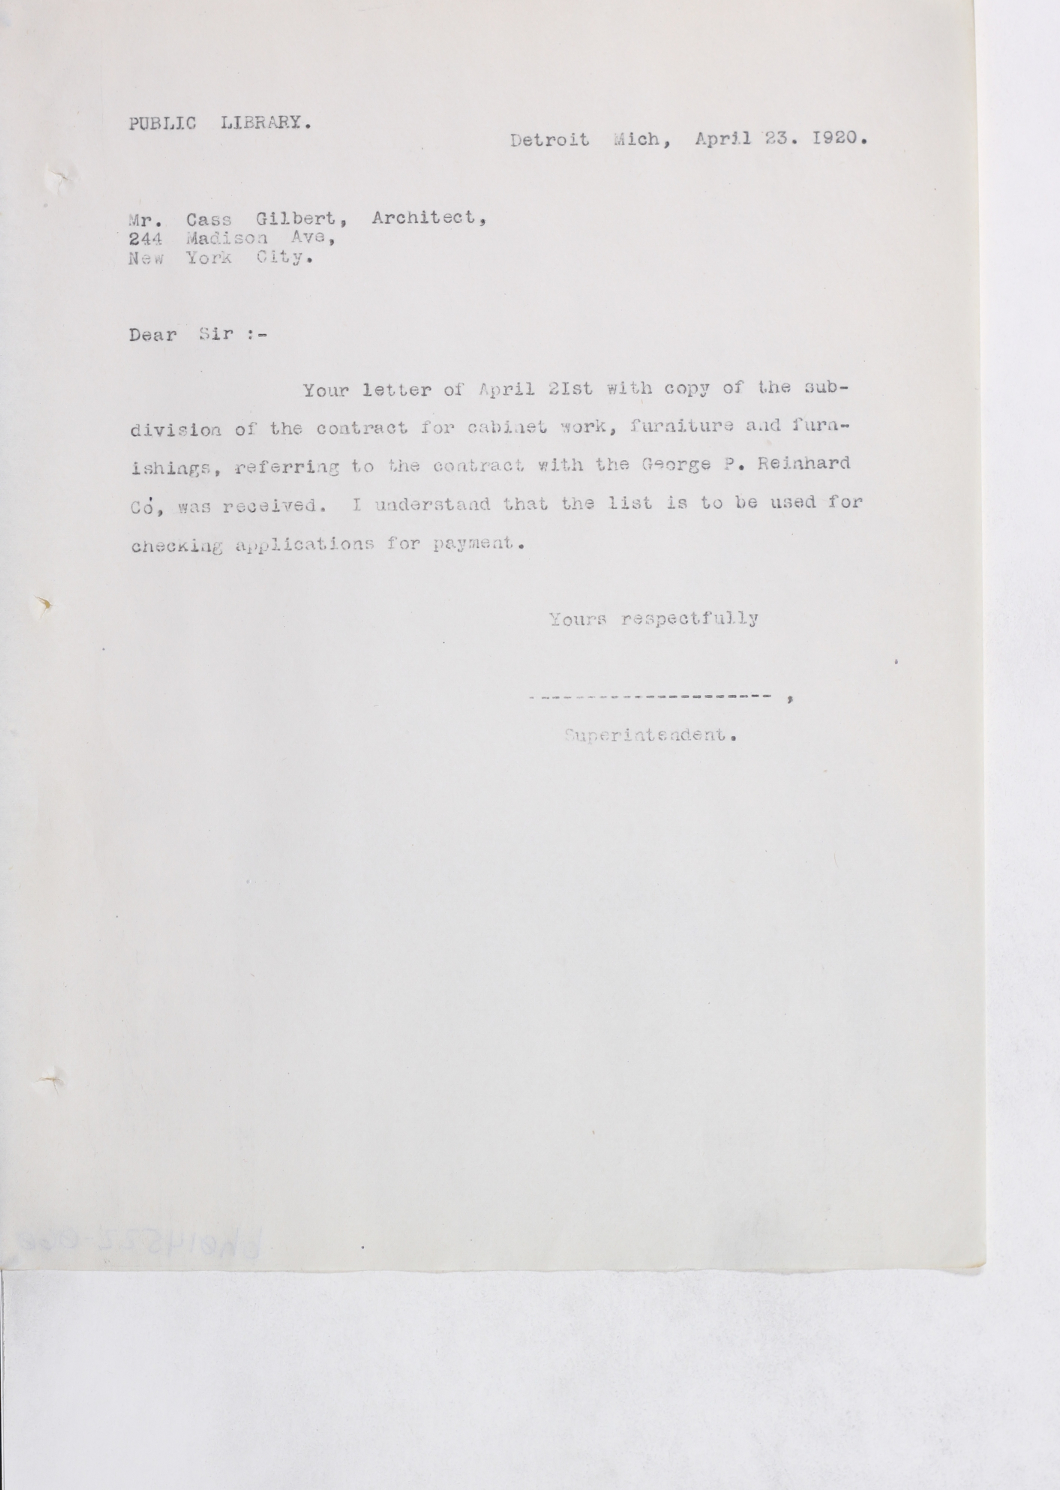 PUBLIC LIBRARY.
Detroit Mich, April 23. I920.
Mr. Cass Gilbert, Architect,
244 Madison Ave,
New York City.
Dear Sir :-
Your letter of April 2Ist with copy of the sub-
division of the contract for cabinet work, furniture and furn-
ishings, referring to the contract with the George P. Reinhard
Co, was received. I understand that the list is to be used for
checking applications for payment.
Yours respectfully
--------------------- ,
Superintendent.